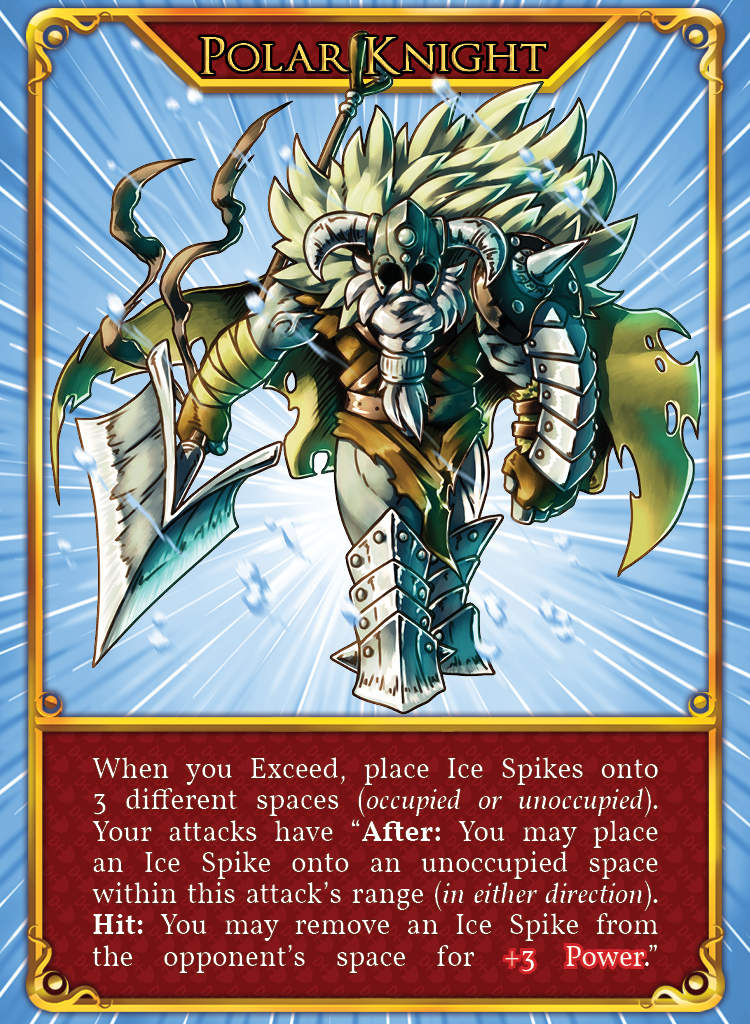 Polar Knight
When you Exceed, place Ice Spikes onto
3 different spaces (occupied or unoccupied).
Your attacks have “After: You may place
an Ice Spike onto an unoccupied space
within this attack’s range (in either direction).
Hit: You may remove an Ice Spike from
the opponent’s space for +3 Power.”